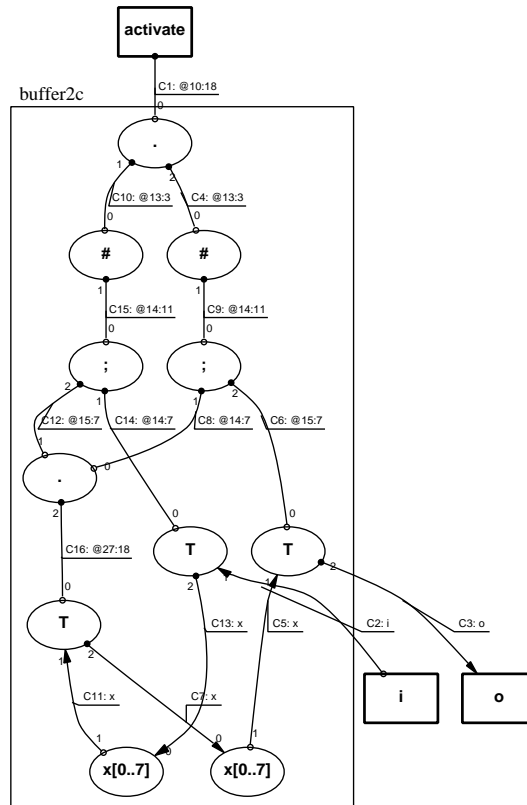 activate
C1: @10:18
buffer2c
0
.
1
2
C10: @13:3
C4: @13:3
0
0
#
#
1
1
C15: @14:11
C9: @14:11
0
0
;
;
2
1
1
2
C12: @15:7
C14: @14:7
C8: @14:7
C6: @15:7
1
0
.
2
0
0
T
T
C16: @27:18
2
1
1
2
0
C13: x
C5: x
C2: i
C3: o
T
1
2
C11: x
C7: x
i
o
1
0
0
1
x[0..7]
x[0..7]